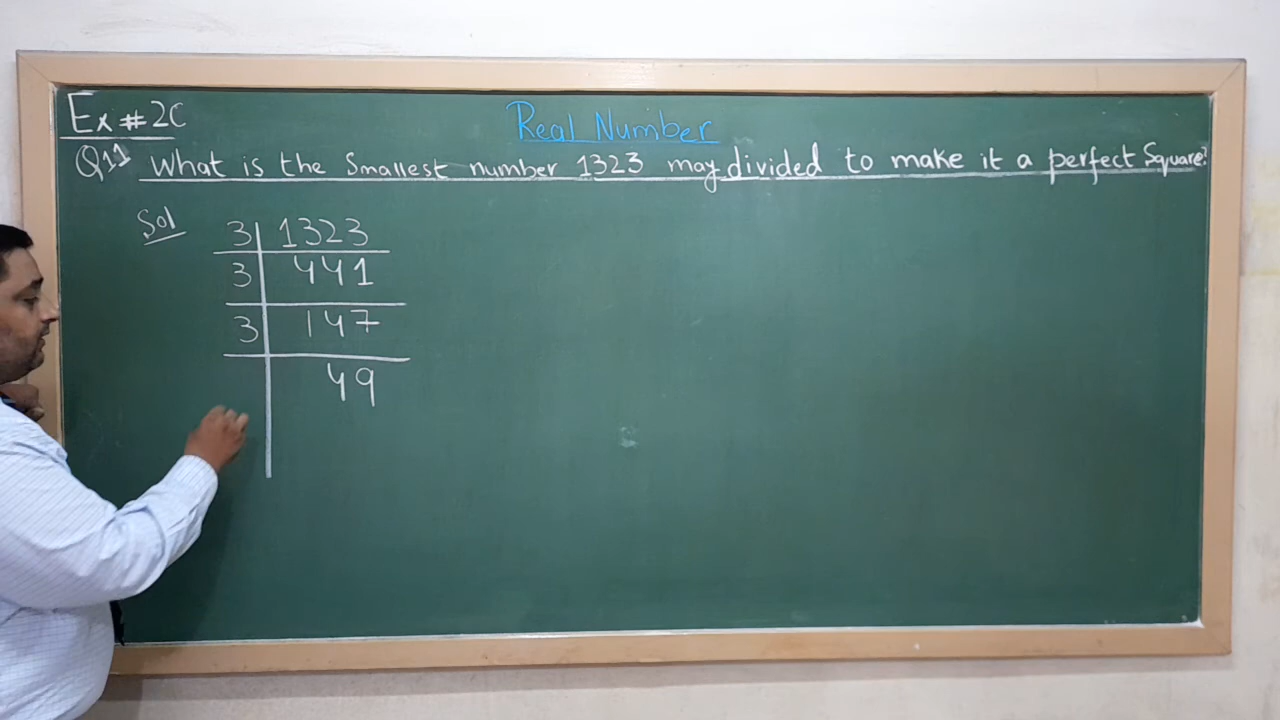 Ex # 2C
Real Number
Q11 What is the Smallest number 1323 may divided to make it a perfect Square?
Sol
3 1323
3 441
3 147
49